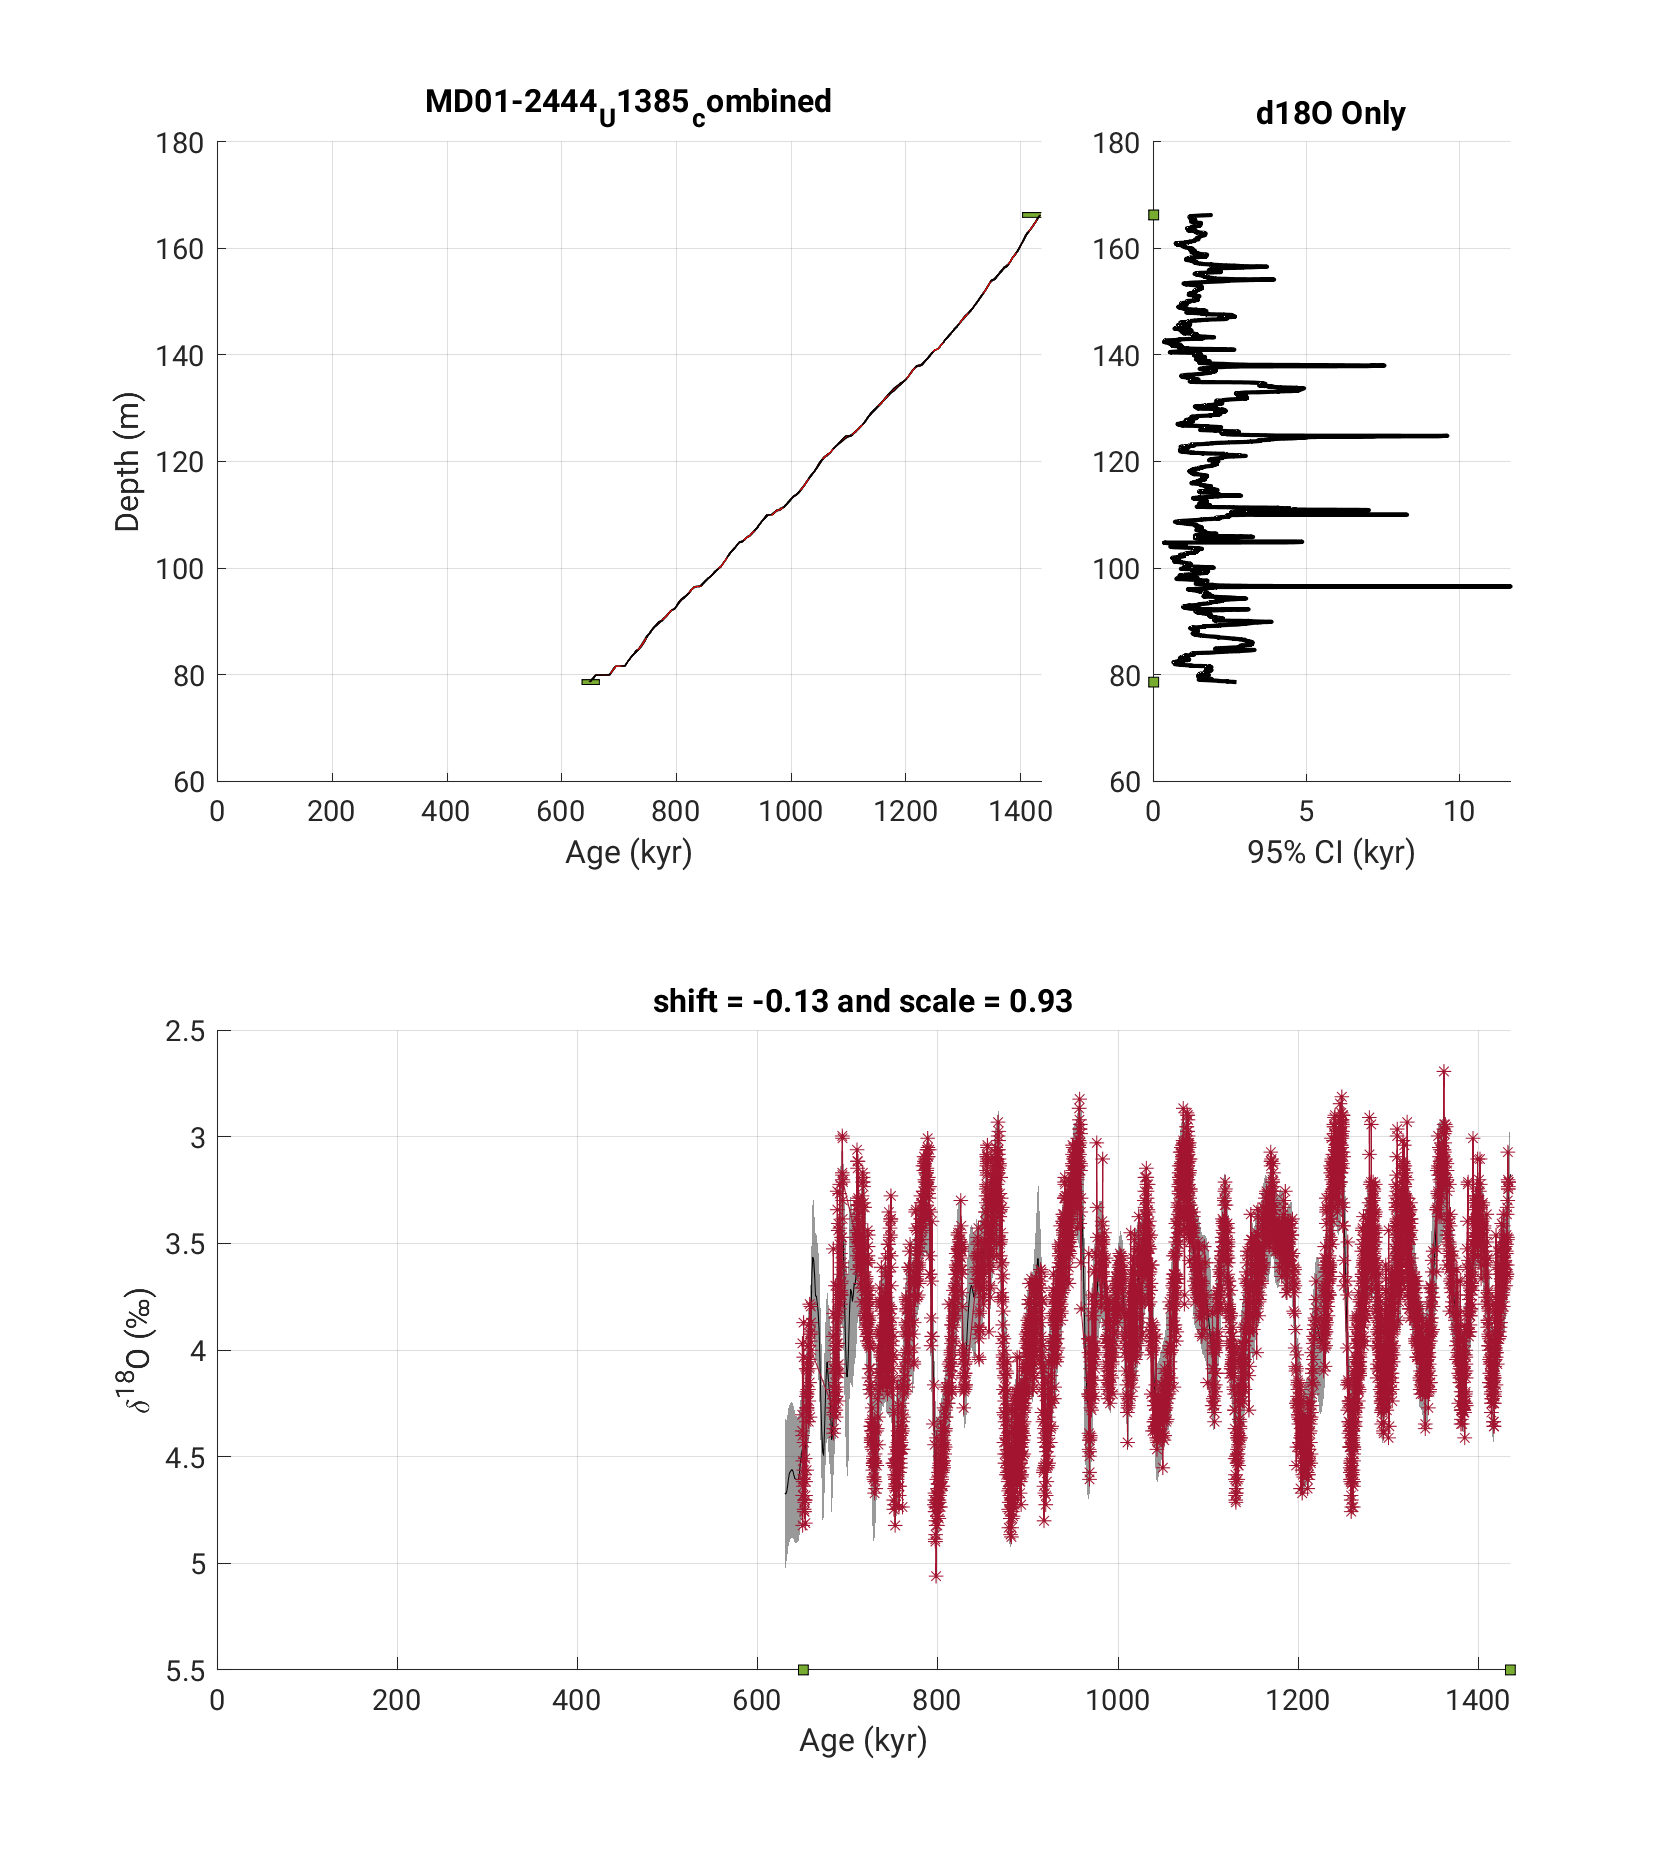 MD01-2444U1385combined
180
160
140
120
100
80
60
Depth (m)
0 200 400 600 800 1000 1200 1400
Age (kyr)
d18O Only
180
160
140
120
100
80
60
0 5 10
95% CI (kyr)
shift = -0.13 and scale = 0.93
2.5
3
3.5
4
4.5
5
5.5
δ18O (‰)
0 200 400 600 800 1000 1200 1400
Age (kyr)